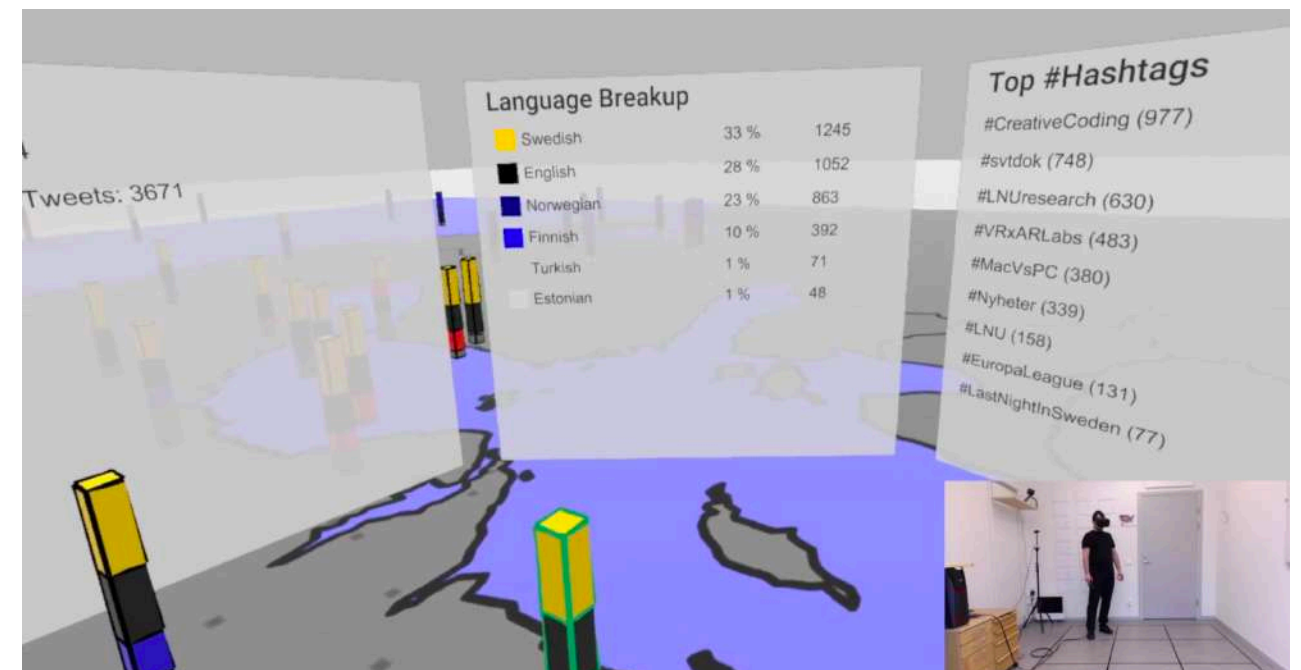 Tweets: 3671
Language Breakup
Swedish 33 % 1245
English 28 % 1052
Norwegian 23 % 863
Finnish 10 % 392
Turkish 1 % 71
Estonian 1 % 48
Top #Hashtags
#CreativeCoding (977)
#svtdok (748)
#LNUresearch (630)
#VRxARLabs (483)
#MacVsPC (380)
#Nyheter (339)
#LNU (158)
#EuropaLeague (131)
#LastNightInSweden (77)